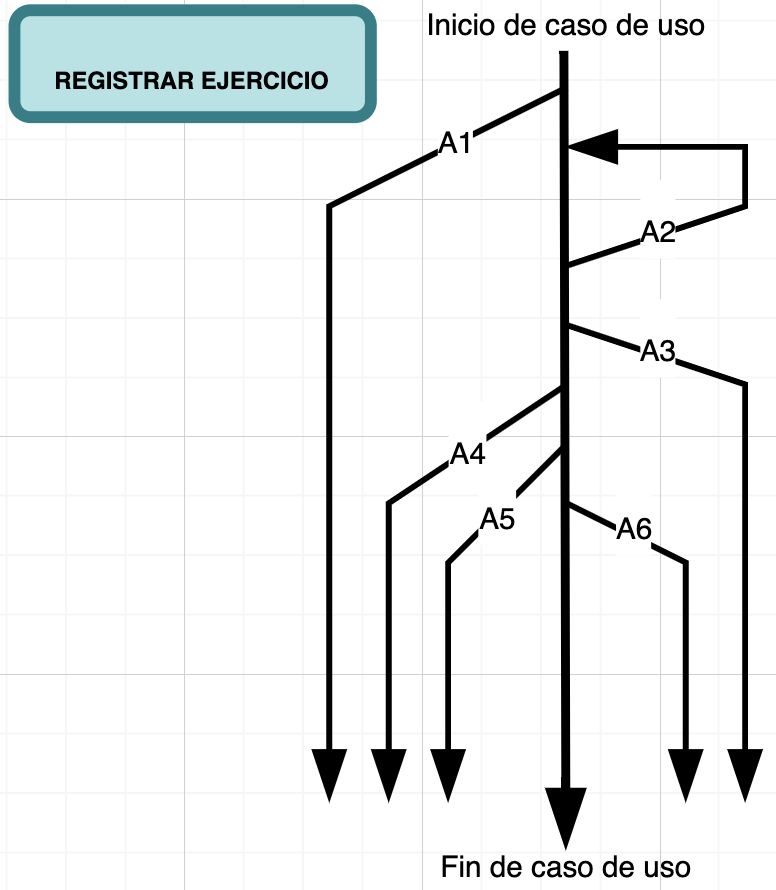 Inicio de caso de uso
REGISTRAR EJERCICIO
A1
A2
A3
A4
A5
A6
Fin de caso de uso